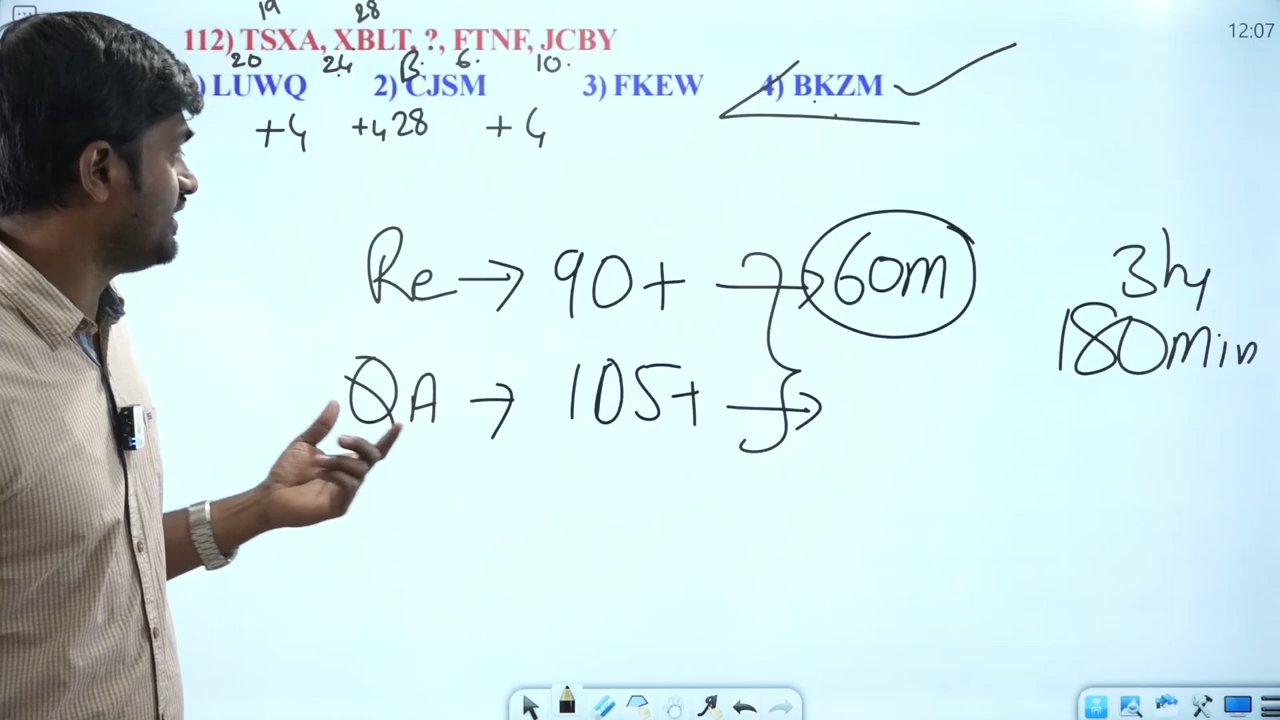 12:07
19 28
112) TSXA, XBLT, ?, FTNF, JCBY
20 24 B 6. 10.
) LUWQ 2) CJSM 3) FKEW 4) BKZM
+4 +4 28 +4
Re → 90+ → 60m
3hr
180min
QA → 105+ →